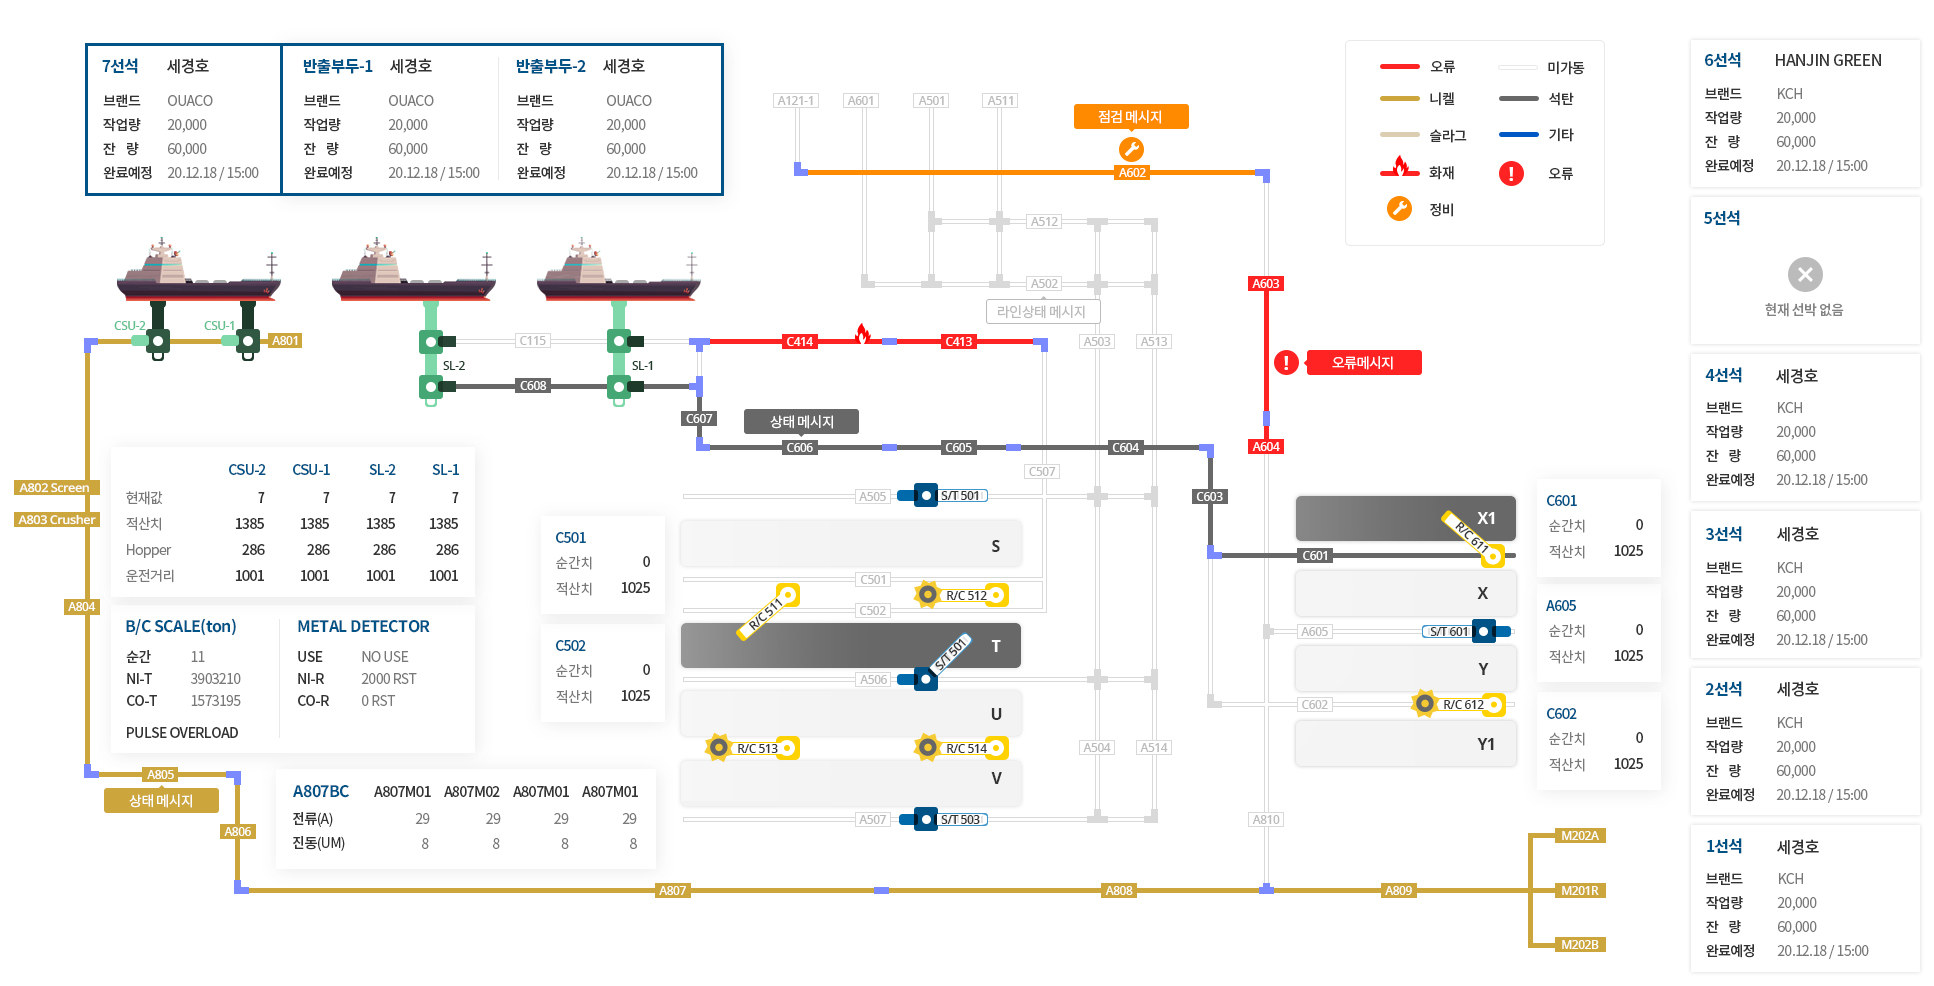 7선석 세경호
브랜드 OUACO
작업량 20,000
잔 량 60,000
완료예정 20.12.18 / 15:00
반출부두-1 세경호
브랜드 OUACO
작업량 20,000
잔 량 60,000
완료예정 20.12.18 / 15:00
반출부두-2 세경호
브랜드 OUACO
작업량 20,000
잔 량 60,000
완료예정 20.12.18 / 15:00
A121-1
A601
A501
A511
점검 메시지
A602
A512
A502
라인상태 메시지
오류
미가동
니켈
석탄
슬라그
기타
화재
오류
정비
6선석 HANJIN GREEN
브랜드 KCH
작업량 20,000
잔 량 60,000
완료예정 20.12.18 / 15:00
5선석
현재 선박 없음
4선석 세경호
브랜드 KCH
작업량 20,000
잔 량 60,000
완료예정 20.12.18 / 15:00
3선석 세경호
브랜드 KCH
작업량 20,000
잔 량 60,000
완료예정 20.12.18 / 15:00
2선석 세경호
브랜드 KCH
작업량 20,000
잔 량 60,000
완료예정 20.12.18 / 15:00
1선석 세경호
브랜드 KCH
작업량 20,000
잔 량 60,000
완료예정 20.12.18 / 15:00
CSU-2
CSU-1
A801
C115
SL-2
SL-1
C608
C414
C413
A503
A513
A603
오류메시지
C607
상태 메시지
C606
C605
C604
A604
C507
C603
A802 Screen
A803 Crusher
A804
CSU-2 CSU-1 SL-2 SL-1
현재값 7 7 7 7
적산치 1385 1385 1385 1385
Hopper 286 286 286 286
운전거리 1001 1001 1001 1001
B/C SCALE(ton)
순간 11
NI-T 3903210
CO-T 1573195
PULSE OVERLOAD
METAL DETECTOR
USE NO USE
NI-R 2000 RST
CO-R 0 RST
C501
순간치 0
적산치 1025
C502
순간치 0
적산치 1025
A505
S/T 501
S
C501
R/C 511
R/C 512
C502
T
S/T 501
A506
U
R/C 513
R/C 514
A504
A514
V
A507
S/T 503
X1
R/C 611
C601
X
A605
S/T 601
Y
C602
R/C 612
Y1
C601
순간치 0
적산치 1025
A605
순간치 0
적산치 1025
C602
순간치 0
적산치 1025
A805
상태 메시지
A806
A807BC A807M01 A807M02 A807M01 A807M01
전류(A) 29 29 29 29
진동(UM) 8 8 8 8
A810
A807
A808
A809
M202A
M201R
M202B